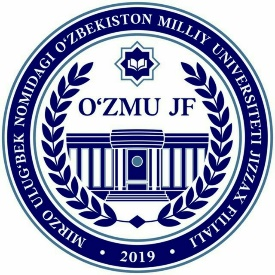 MIRZO ULUG‘BEK NOMIDAGI O‘ZBEKISTON MILLIY UNIVERSITETI JIZZAX FILIALI
O‘ZMU JF
• 2019 •